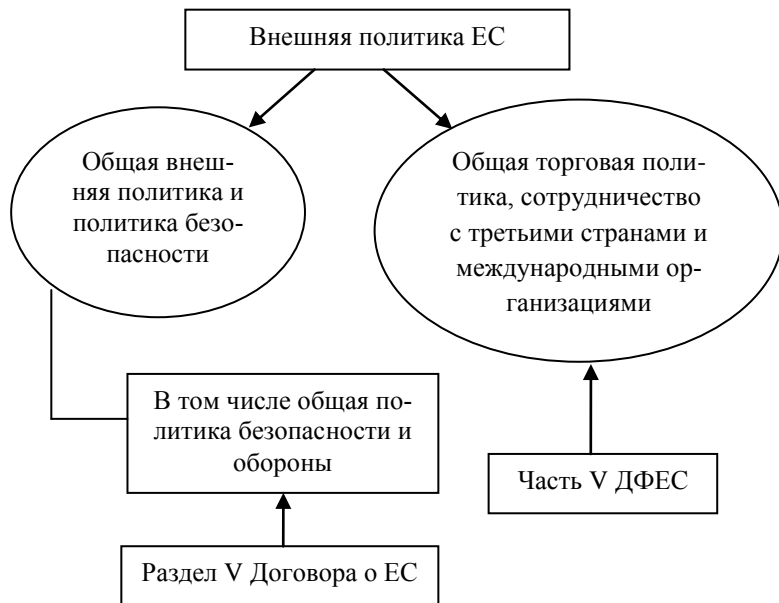 Внешняя политика ЕС
Общая внеш-
няя политика и
политика безо-
пасности
Общая торговая поли-
тика, сотрудничество
с третьими странами и
международными ор-
ганизациями
В том числе общая по-
литика безопасности и
обороны
Часть V ДФЕС
Раздел V Договора о ЕС